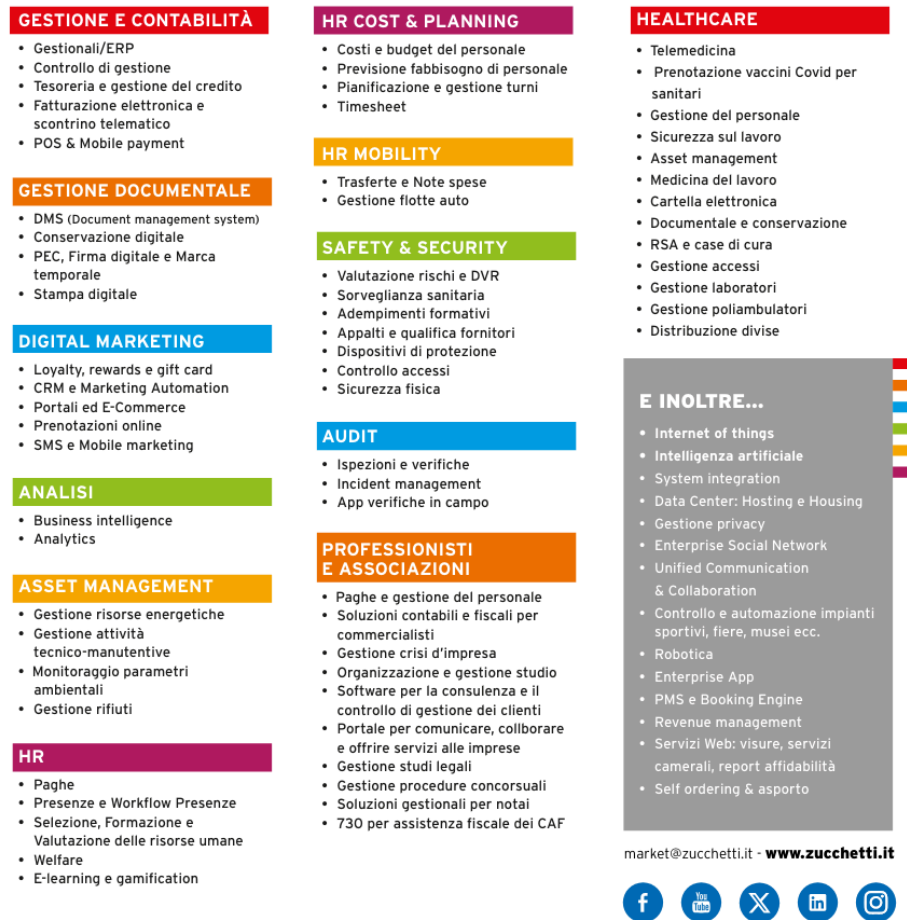 GESTIONE E CONTABILITÀ
• Gestionali/ERP
• Controllo di gestione
• Tesoreria e gestione del credito
• Fatturazione elettronica e
scontrino telematico
• POS & Mobile payment
GESTIONE DOCUMENTALE
• DMS (Document management system)
• Conservazione digitale
• PEC, Firma digitale e Marca
temporale
• Stampa digitale
DIGITAL MARKETING
• Loyalty, rewards e gift card
• CRM e Marketing Automation
• Portali ed E-Commerce
• Prenotazioni online
• SMS e Mobile marketing
ANALISI
• Business intelligence
• Analytics
ASSET MANAGEMENT
• Gestione risorse energetiche
• Gestione attività
tecnico-manutentive
• Monitoraggio parametri
ambientali
• Gestione rifiuti
HR
• Paghe
• Presenze e Workflow Presenze
• Selezione, Formazione e
Valutazione delle risorse umane
• Welfare
• E-learning e gamification
HR COST & PLANNING
• Costi e budget del personale
• Previsione fabbisogno di personale
• Pianificazione e gestione turni
• Timesheet
HR MOBILITY
• Trasferte e Note spese
• Gestione flotte auto
SAFETY & SECURITY
• Valutazione rischi e DVR
• Sorveglianza sanitaria
• Adempimenti formativi
• Appalti e qualifica fornitori
• Dispositivi di protezione
• Controllo accessi
• Sicurezza fisica
AUDIT
• Ispezioni e verifiche
• Incident management
• App verifiche in campo
PROFESSIONISTI
E ASSOCIAZIONI
• Paghe e gestione del personale
• Soluzioni contabili e fiscali per
commercialisti
• Gestione crisi d'impresa
• Organizzazione e gestione studio
• Software per la consulenza e il
controllo di gestione dei clienti
• Portale per comunicare, collborare
e offrire servizi alle imprese
• Gestione studi legali
• Gestione procedure concorsuali
• Soluzioni gestionali per notai
• 730 per assistenza fiscale dei CAF
HEALTHCARE
• Telemedicina
• Prenotazione vaccini Covid per
sanitari
• Gestione del personale
• Sicurezza sul lavoro
• Asset management
• Medicina del lavoro
• Cartella elettronica
• Documentale e conservazione
• RSA e case di cura
• Gestione accessi
• Gestione laboratori
• Gestione poliambulatori
• Distribuzione divise
E INOLTRE...
• Internet of things
• Intelligenza artificiale
• System integration
• Data Center: Hosting e Housing
• Gestione privacy
• Enterprise Social Network
• Unified Communication
& Collaboration
• Controllo e automazione impianti
sportivi, fiere, musei ecc.
• Robotica
• Enterprise App
• PMS e Booking Engine
• Revenue management
• Servizi Web: visure, servizi
camerali, report affidabilità
• Self ordering & asporto
market@zucchetti.it - www.zucchetti.it
f You Tube X in